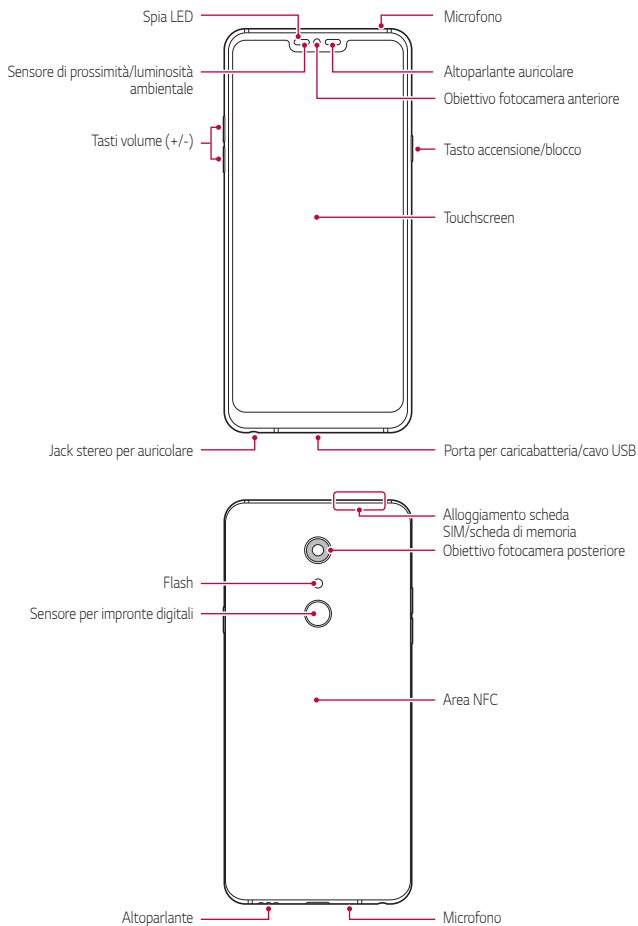 Spia LED
Microfono
Sensore di prossimità/luminosità
ambientale
Altoparlante auricolare
Obiettivo fotocamera anteriore
Tasti volume (+/-)
Tasto accensione/blocco
Touchscreen
Jack stereo per auricolare
Porta per caricabatteria/cavo USB
Alloggiamento scheda
SIM/scheda di memoria
Obiettivo fotocamera posteriore
Flash
Sensore per impronte digitali
Area NFC
Altoparlante
Microfono